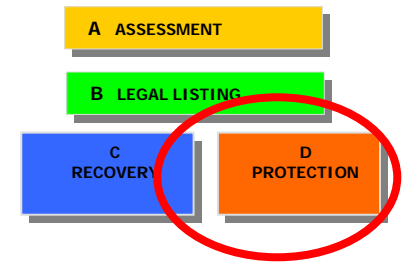 A ASSESSMENT
B LEGAL LISTING
C
RECOVERY
D
PROTECTION